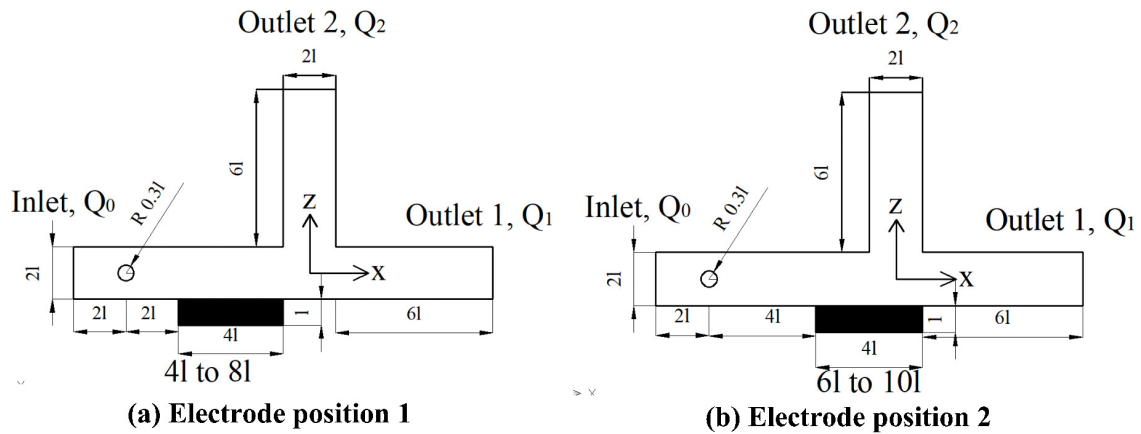 Outlet 2, Q2
2l
6l
R 0.3l
Inlet, Q0
Z
Outlet 1, Q1
X
2l
2l
2l
4l
1
6l
4l to 8l
(a) Electrode position 1
Outlet 2, Q2
2l
6l
R 0.3l
Inlet, Q0
Z
Outlet 1, Q1
X
2l
2l
4l
4l
1
6l
6l to 10l
(b) Electrode position 2